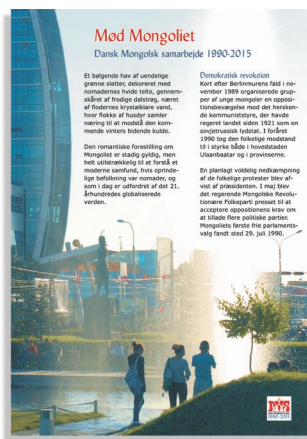 Mød Mongoliet
Dansk Mongolsk samarbejde 1990-2015
Et bølgende hav af uendelige
grønne sletter, dekoreret med
nomadernes hvide telte, gennem-
skåret af frodige dalstrøg, næret
af flodernes krystalklare vand,
hvor flokke af husdyr samler
næring til at modstå den kom-
mende vinters bidende kulde.
Den romantiske forestilling om
Mongoliet er stadig gyldig, men
helt utilstrækkelig til at forstå et
moderne samfund, hvis oprinde-
lige befolkning var nomader, og
som i dag er udfordret af det 21.
århundredes globaliserede
verden.
Demokratisk revolution
Kort efter Berlinmurens fald i no-
vember 1989 organiserede grup-
per af unge mongoler en opposi-
tionsbevægelse mod det hersken-
de kommunistyre, der havde
regeret landet siden 1921 som en
sovjetrussisk lydstat. I foråret
1990 tog den folkelige modstand
til i styrke både i hovedstaden
Ulaanbaatar og i provinserne.
En planlagt voldelig nedkæmpning
af de folkelige protester blev af-
vist af præsidenten. I maj blev
det regerende Mongolske Revolu-
tionære Folkeparti presset til at
acceptere oppositionens krav om
at tillade flere politiske partier.
Mongoliets første frie parlaments-
valg fandt sted 29. juli 1990.
1990-2015